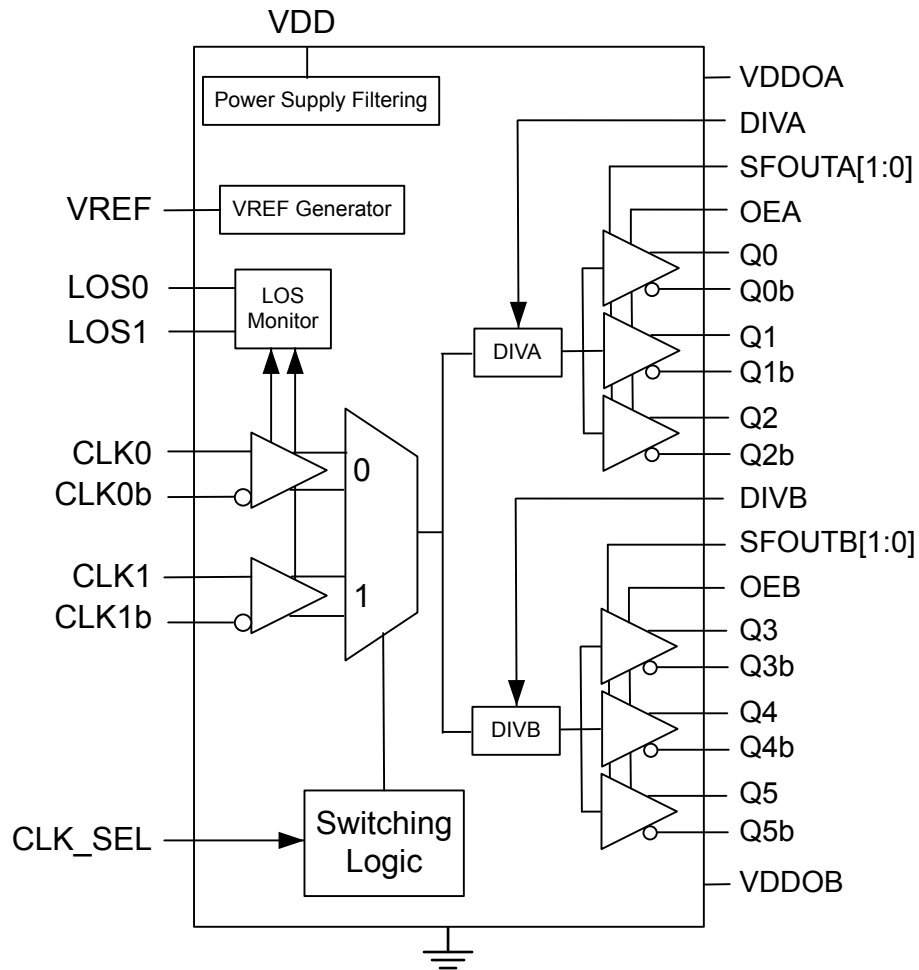 VDD
Power Supply Filtering
VREF
VREF Generator
LOS0
LOS1
LOS
Monitor
CLK0
CLK0b
CLK1
CLK1b
0
1
CLK_SEL
Switching
Logic
DIVA
DIVB
VDDOA
DIVA
SFOUTA[1:0]
OEA
Q0
Q0b
Q1
Q1b
Q2
Q2b
DIVB
SFOUTB[1:0]
OEB
Q3
Q3b
Q4
Q4b
Q5
Q5b
VDDOB